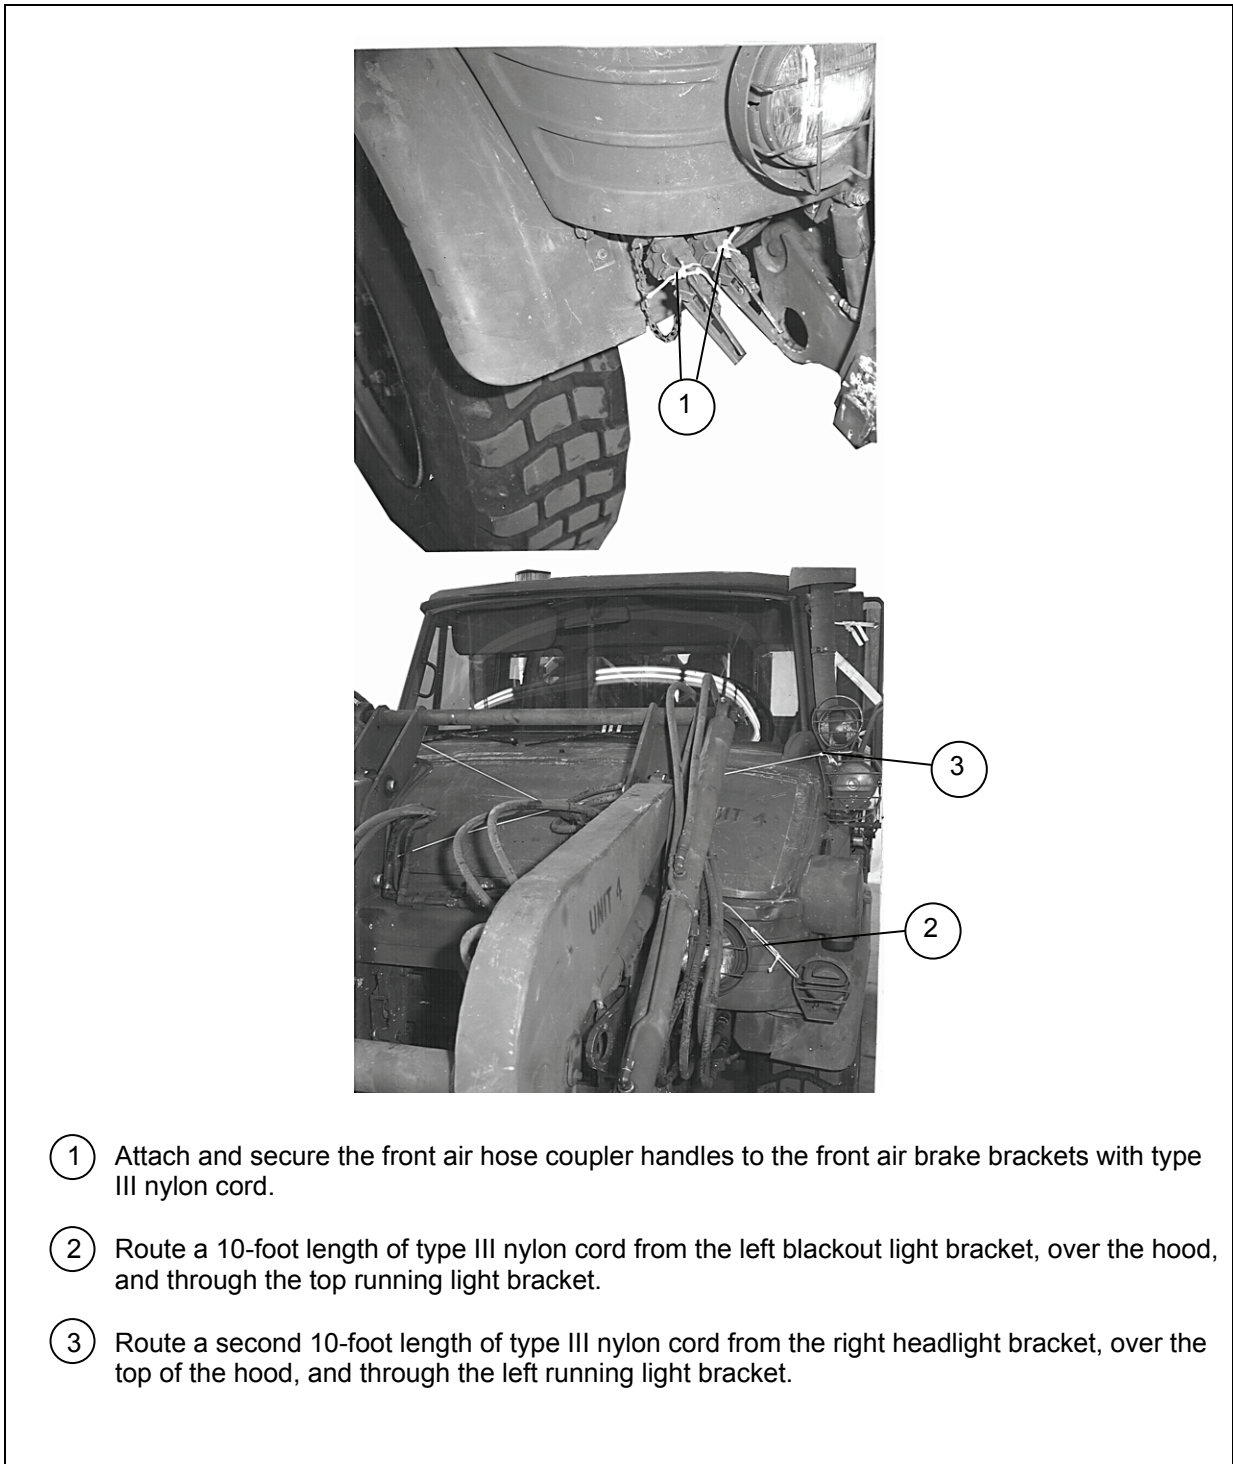 1
3
UNIT 4
UNIT 4
2
1 Attach and secure the front air hose coupler handles to the front air brake brackets with type
III nylon cord.
2 Route a 10-foot length of type III nylon cord from the left blackout light bracket, over the hood,
and through the top running light bracket.
3 Route a second 10-foot length of type III nylon cord from the right headlight bracket, over the
top of the hood, and through the left running light bracket.